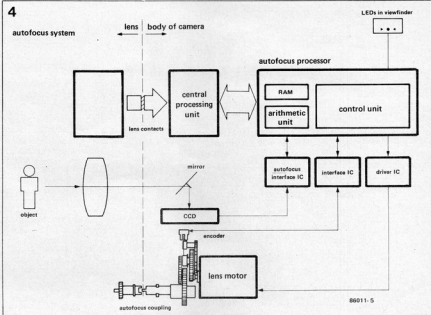 4
LEDs in viewfinder
autofocus system
lens
body of camera
autofocus processor
RAM
arithmetic
unit
control unit
central
processing
unit
lens contacts
mirror
autofocus
interface IC
interface IC
driver IC
object
CCD
encoder
lens motor
autofocus coupling
86011- 5